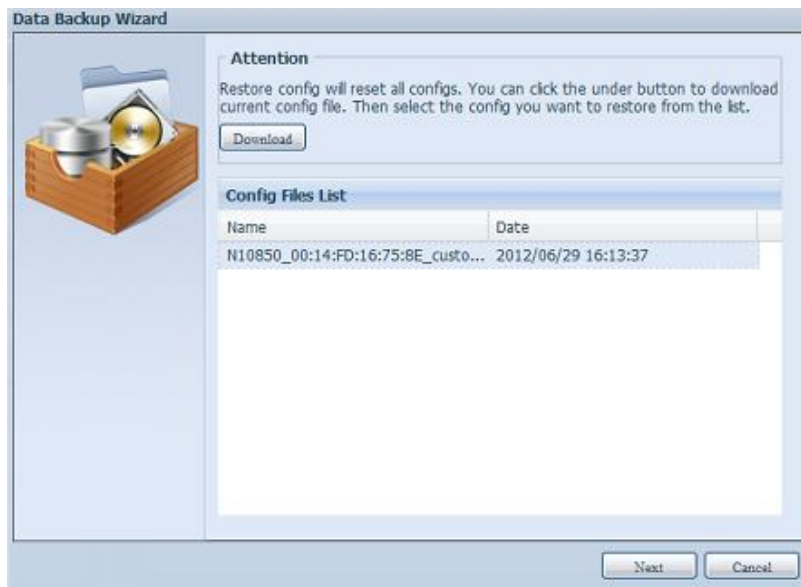 Data Backup Wizard
Attention
Restore config will reset all configs. You can click the under button to download
current config file. Then select the config you want to restore from the list.
Download
Config Files List
Name Date
N10850_00:14:FD:16:75:8E_custo... 2012/06/29 16:13:37
Next Cancel